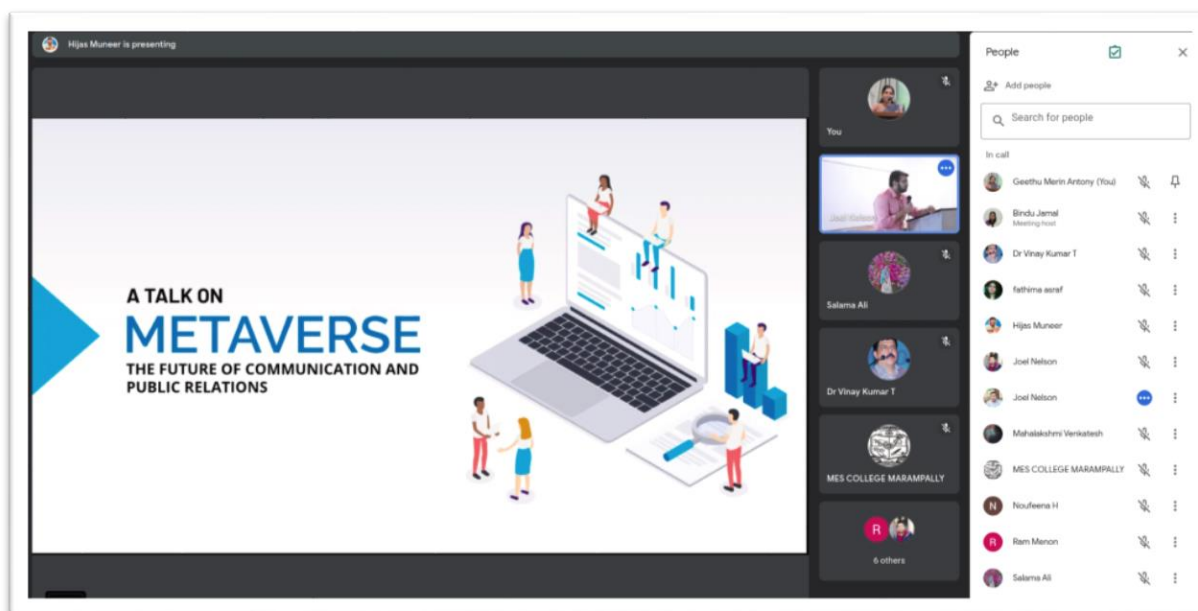 Hijas Muneer is presenting
A TALK ON
METAVERSE
THE FUTURE OF COMMUNICATION AND
PUBLIC RELATIONS
You
Joel Nelson
Salama Ali
Dr Vinay Kumar T
MES COLLEGE MARAMPALLY
R
6 others
People
Add people
Search for people
In call
Geethu Merin Antony (You)
Bindu Jamal
Meeting host
Dr Vinay Kumar T
fathima asraf
Hijas Muneer
Joel Nelson
Joel Nelson
Mahalakshmi Venkatesh
MES COLLEGE MARAMPALLY
N Noufeena H
R Ram Menon
Salama Ali